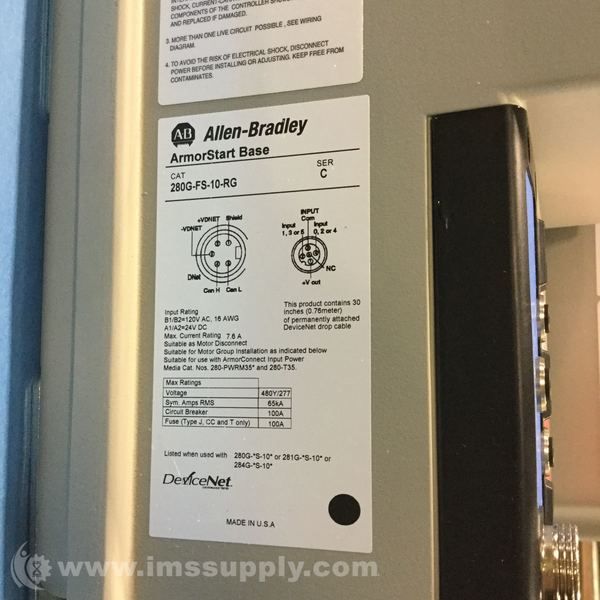 SHOCK, CURRENT-CA
COMPONENTS OF THE CONTROLLER SHOU
AND REPLACED IF DAMAGED.
3. MORE THAN ONE LIVE CIRCUIT POSSIBLE , SEE WIRING
DIAGRAM.
4. TO AVOID THE RISK OF ELECTRICAL SHOCK, DISCONNECT
POWER BEFORE INSTALLING OR ADJUSTING. KEEP FREE FROM
CONTAMINATES.
AB Allen-Bradley
ArmorStart Base
CAT SER
280G-FS-10-RG C
+VDNET Shield
-VDNET
DNet
Can H Can L
INPUT
Com
Input Input
1, 3 or 5 0, 2 or 4
NC
+V out
Input Rating
B1/B2=120V AC, 16 AWG
A1/A2=24V DC
Max. Current Rating 7.6 A
Suitable as Motor Disconnect
Suitable for Motor Group Installation as indicated below
Suitable for use with ArmorConnect Input Power
Media Cat. Nos. 280-PWRM35* and 280-T35.
This product contains 30
inches (0.76meter)
of permanently attached
DeviceNet drop cable
Max Ratings
Voltage 480Y/277
Sym. Amps RMS 65kA
Circuit Breaker 100A
Fuse (Type J, CC and T only) 100A
Listed when used with 280G-*S-10* or 281G-*S-10* or
284G-*S-10*
DeviceNet
MADE IN U.S.A
www.imssupply.com